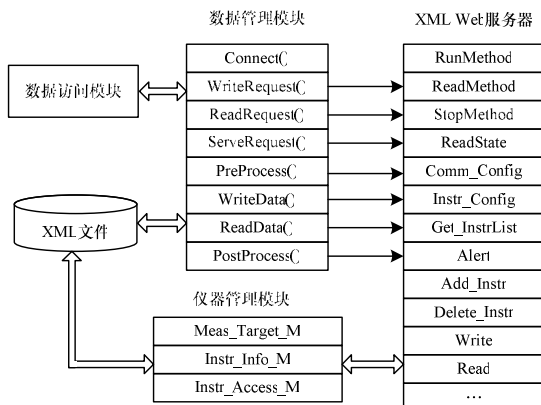 数据管理模块
XML Web服务器
数据访问模块
Connect()
WriteRequest()
ReadRequest()
ServeRequest()
PreProcess()
WriteData()
ReadData()
PostProcess()
RunMethod
ReadMethod
StopMethod
ReadState
Comm_Config
Instr_Config
Get_InstrList
Alert
Add_Instr
Delete_Instr
Write
Read
…
XML文件
仪器管理模块
Meas_Target_M
Instr_Info_M
Instr_Access_M